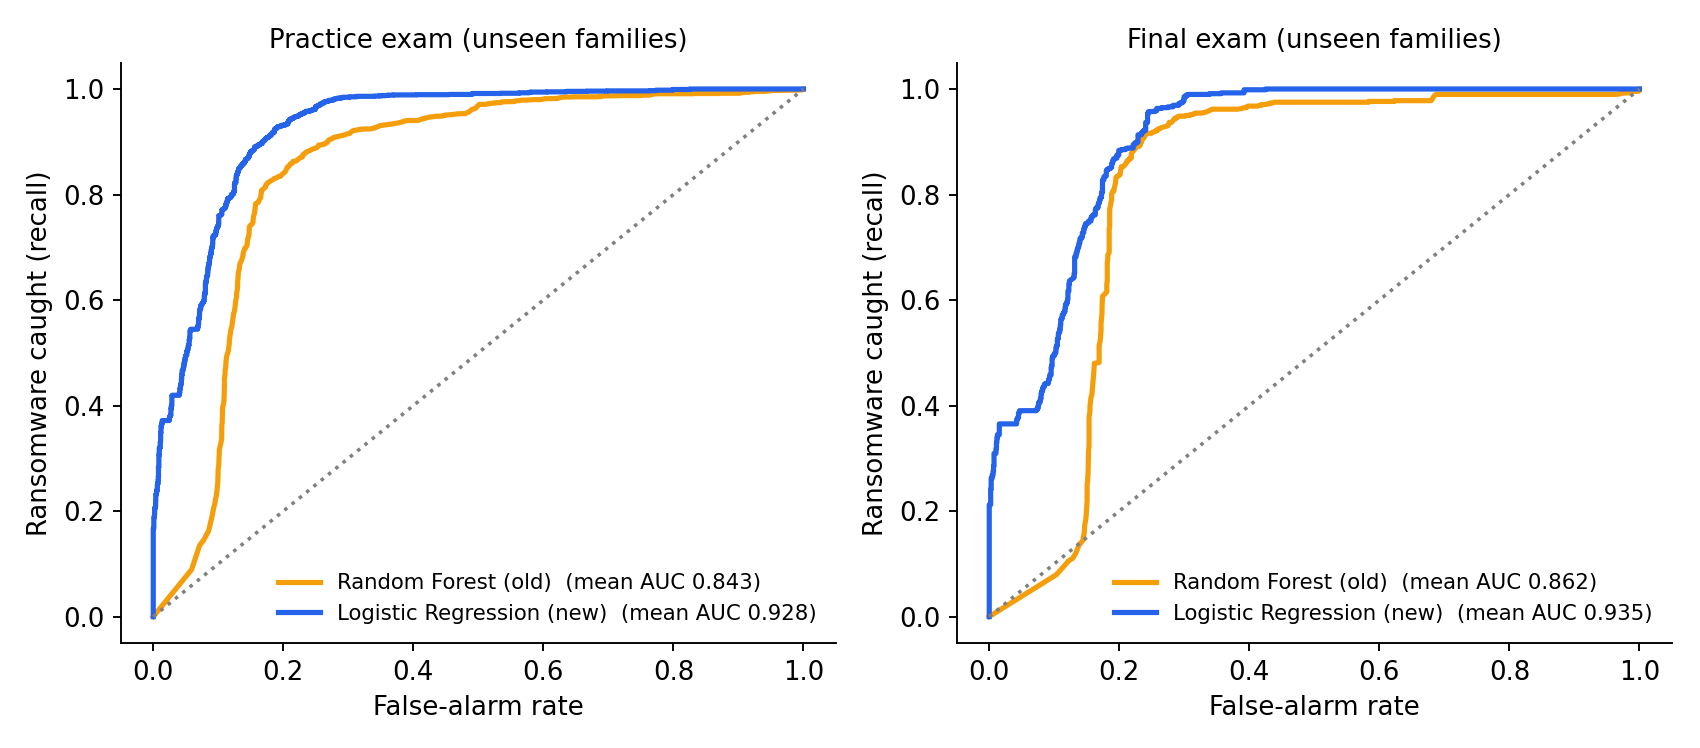 Practice exam (unseen families)
Ransomware caught (recall)
1.0
0.8
0.6
0.4
0.2
0.0
Random Forest (old)  (mean AUC 0.843)
Logistic Regression (new)  (mean AUC 0.928)
0.0 0.2 0.4 0.6 0.8 1.0
False-alarm rate
Final exam (unseen families)
Ransomware caught (recall)
1.0
0.8
0.6
0.4
0.2
0.0
Random Forest (old)  (mean AUC 0.862)
Logistic Regression (new)  (mean AUC 0.935)
0.0 0.2 0.4 0.6 0.8 1.0
False-alarm rate